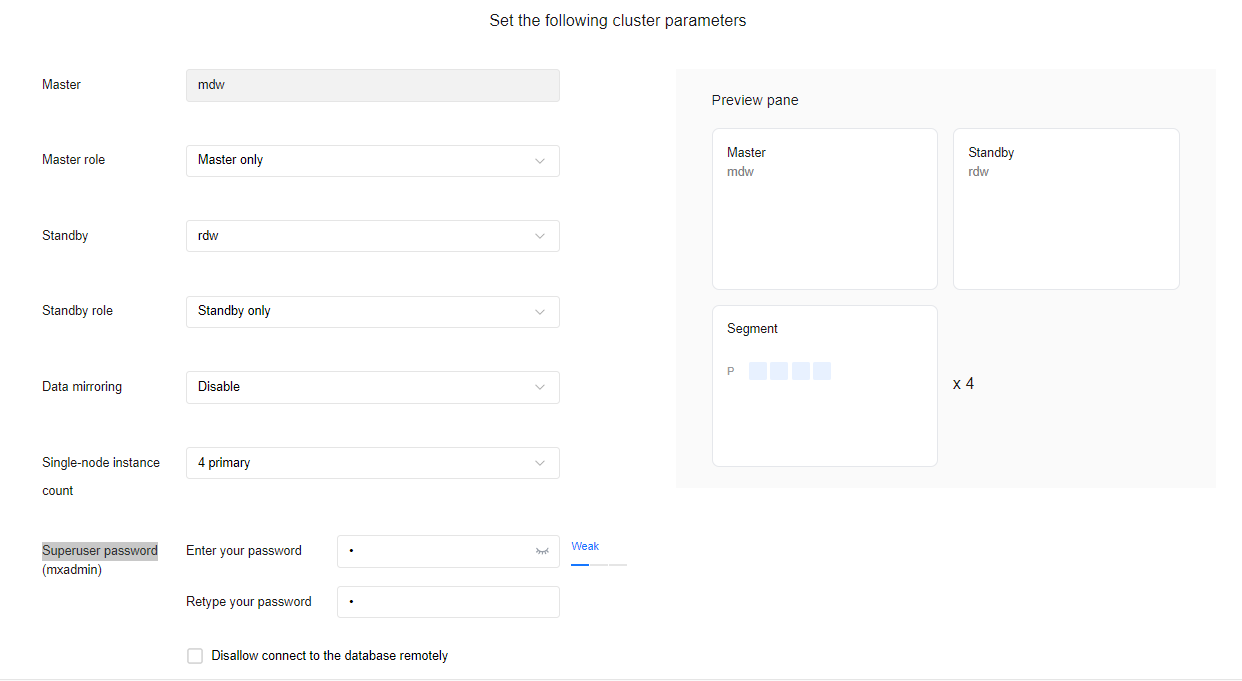 Set the following cluster parameters
Master
mdw
Master role
Master only
Standby
rdw
Standby role
Standby only
Data mirroring
Disable
Single-node instance
count
4 primary
Superuser password
(mxadmin)
Enter your password
•
Weak
Retype your password
•
Disallow connect to the database remotely
Preview pane
Master
mdw
Standby
rdw
Segment
P
x 4